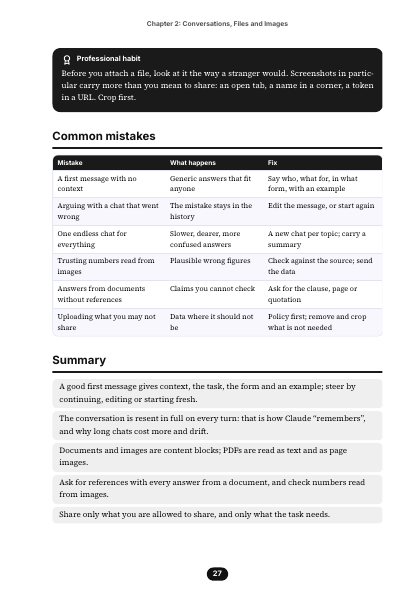 Chapter 2: Conversations, Files and Images
Professional habit
Before you attach a file, look at it the way a stranger would. Screenshots in partic-
ular carry more than you mean to share: an open tab, a name in a corner, a token
in a URL. Crop first.
Common mistakes
Mistake What happens Fix
A first message with no context Generic answers that fit anyone Say who, what for, in what form, with an example
Arguing with a chat that went wrong The mistake stays in the history Edit the message, or start again
One endless chat for everything Slower, dearer, more confused answers A new chat per topic; carry a summary
Trusting numbers read from images Plausible wrong figures Check against the source; send the data
Answers from documents without references Claims you cannot check Ask for the clause, page or quotation
Uploading what you may not share Data where it should not be Policy first; remove and crop what is not needed
Summary
A good first message gives context, the task, the form and an example; steer by
continuing, editing or starting fresh.
The conversation is resent in full on every turn: that is how Claude “remembers”,
and why long chats cost more and drift.
Documents and images are content blocks; PDFs are read as text and as page
images.
Ask for references with every answer from a document, and check numbers read
from images.
Share only what you are allowed to share, and only what the task needs.
27